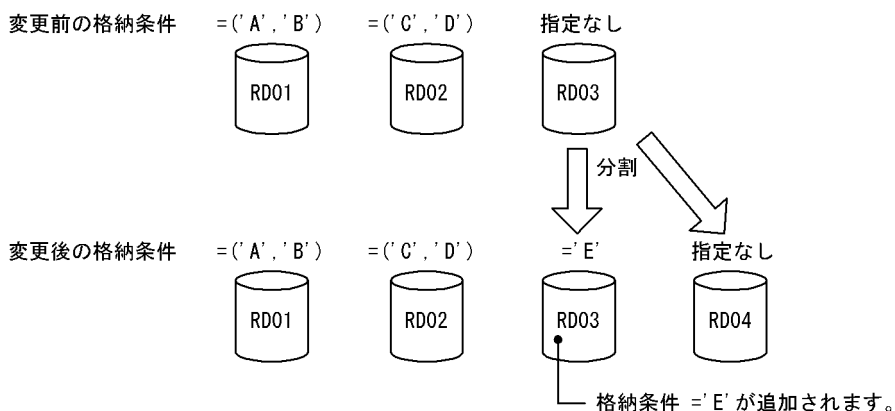 変更前の格納条件 =('A','B') =('C','D') 指定なし
RD01 RD02 RD03
分割
変更後の格納条件 =('A','B') =('C','D') ='E' 指定なし
RD01 RD02 RD03 RD04
格納条件 ='E'が追加されます。